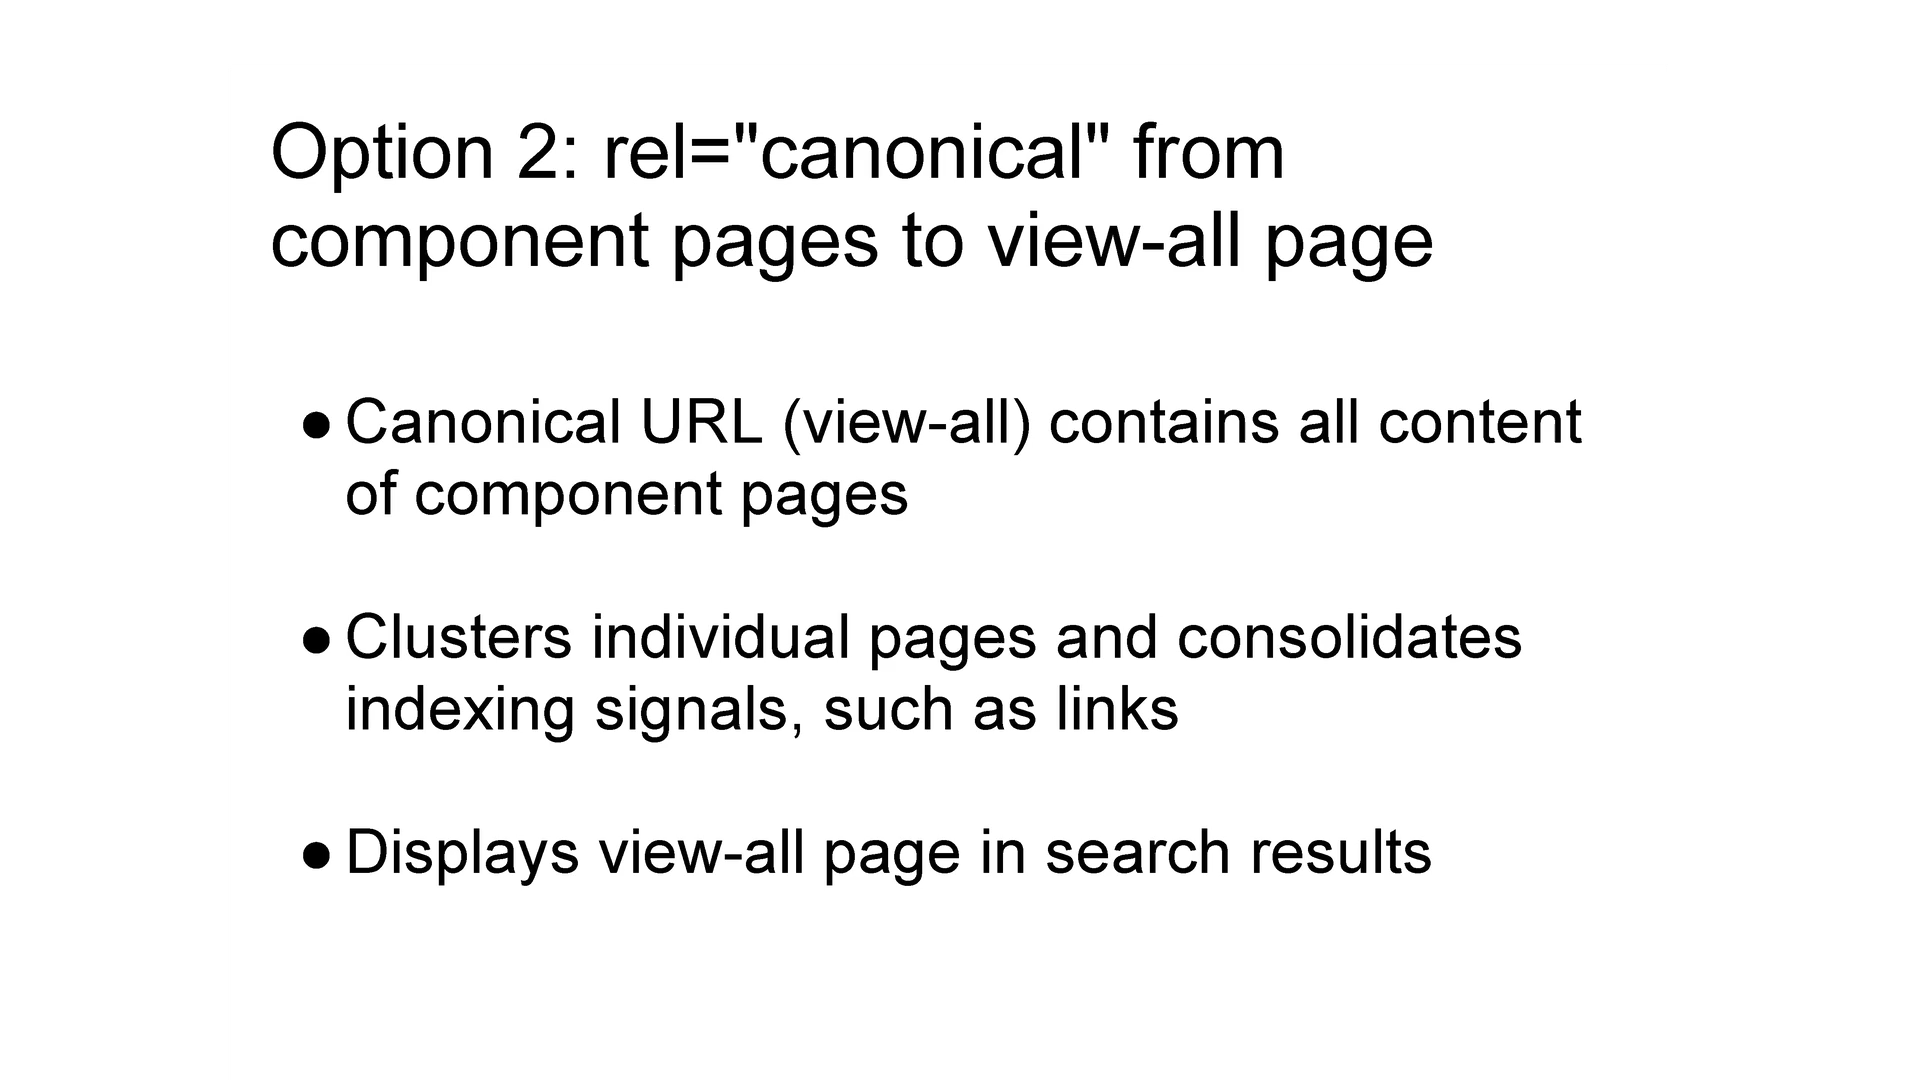 Option 2: rel="canonical" from
component pages to view-all page
● Canonical URL (view-all) contains all content
of component pages
● Clusters individual pages and consolidates
indexing signals, such as links
● Displays view-all page in search results